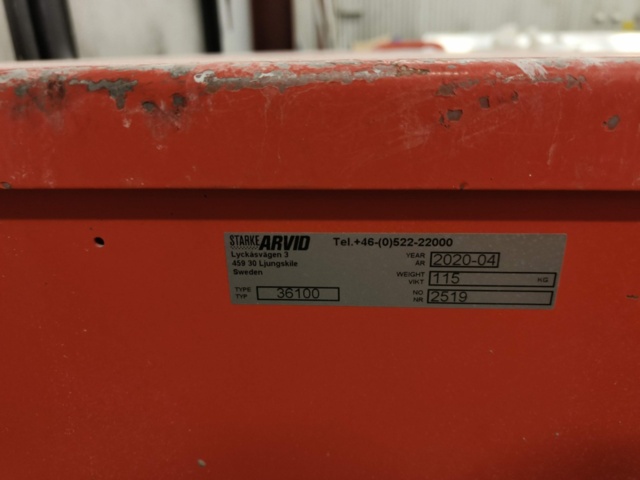 STARKE ARVID
Tel.+46-(0)522-22000
Lyckåsvägen 3
459 30 Ljungskile
Sweden
TYPE
TYP
36100
YEAR
ÅR
2020-04
WEIGHT
VIKT
115
KG
NO
NR
2519